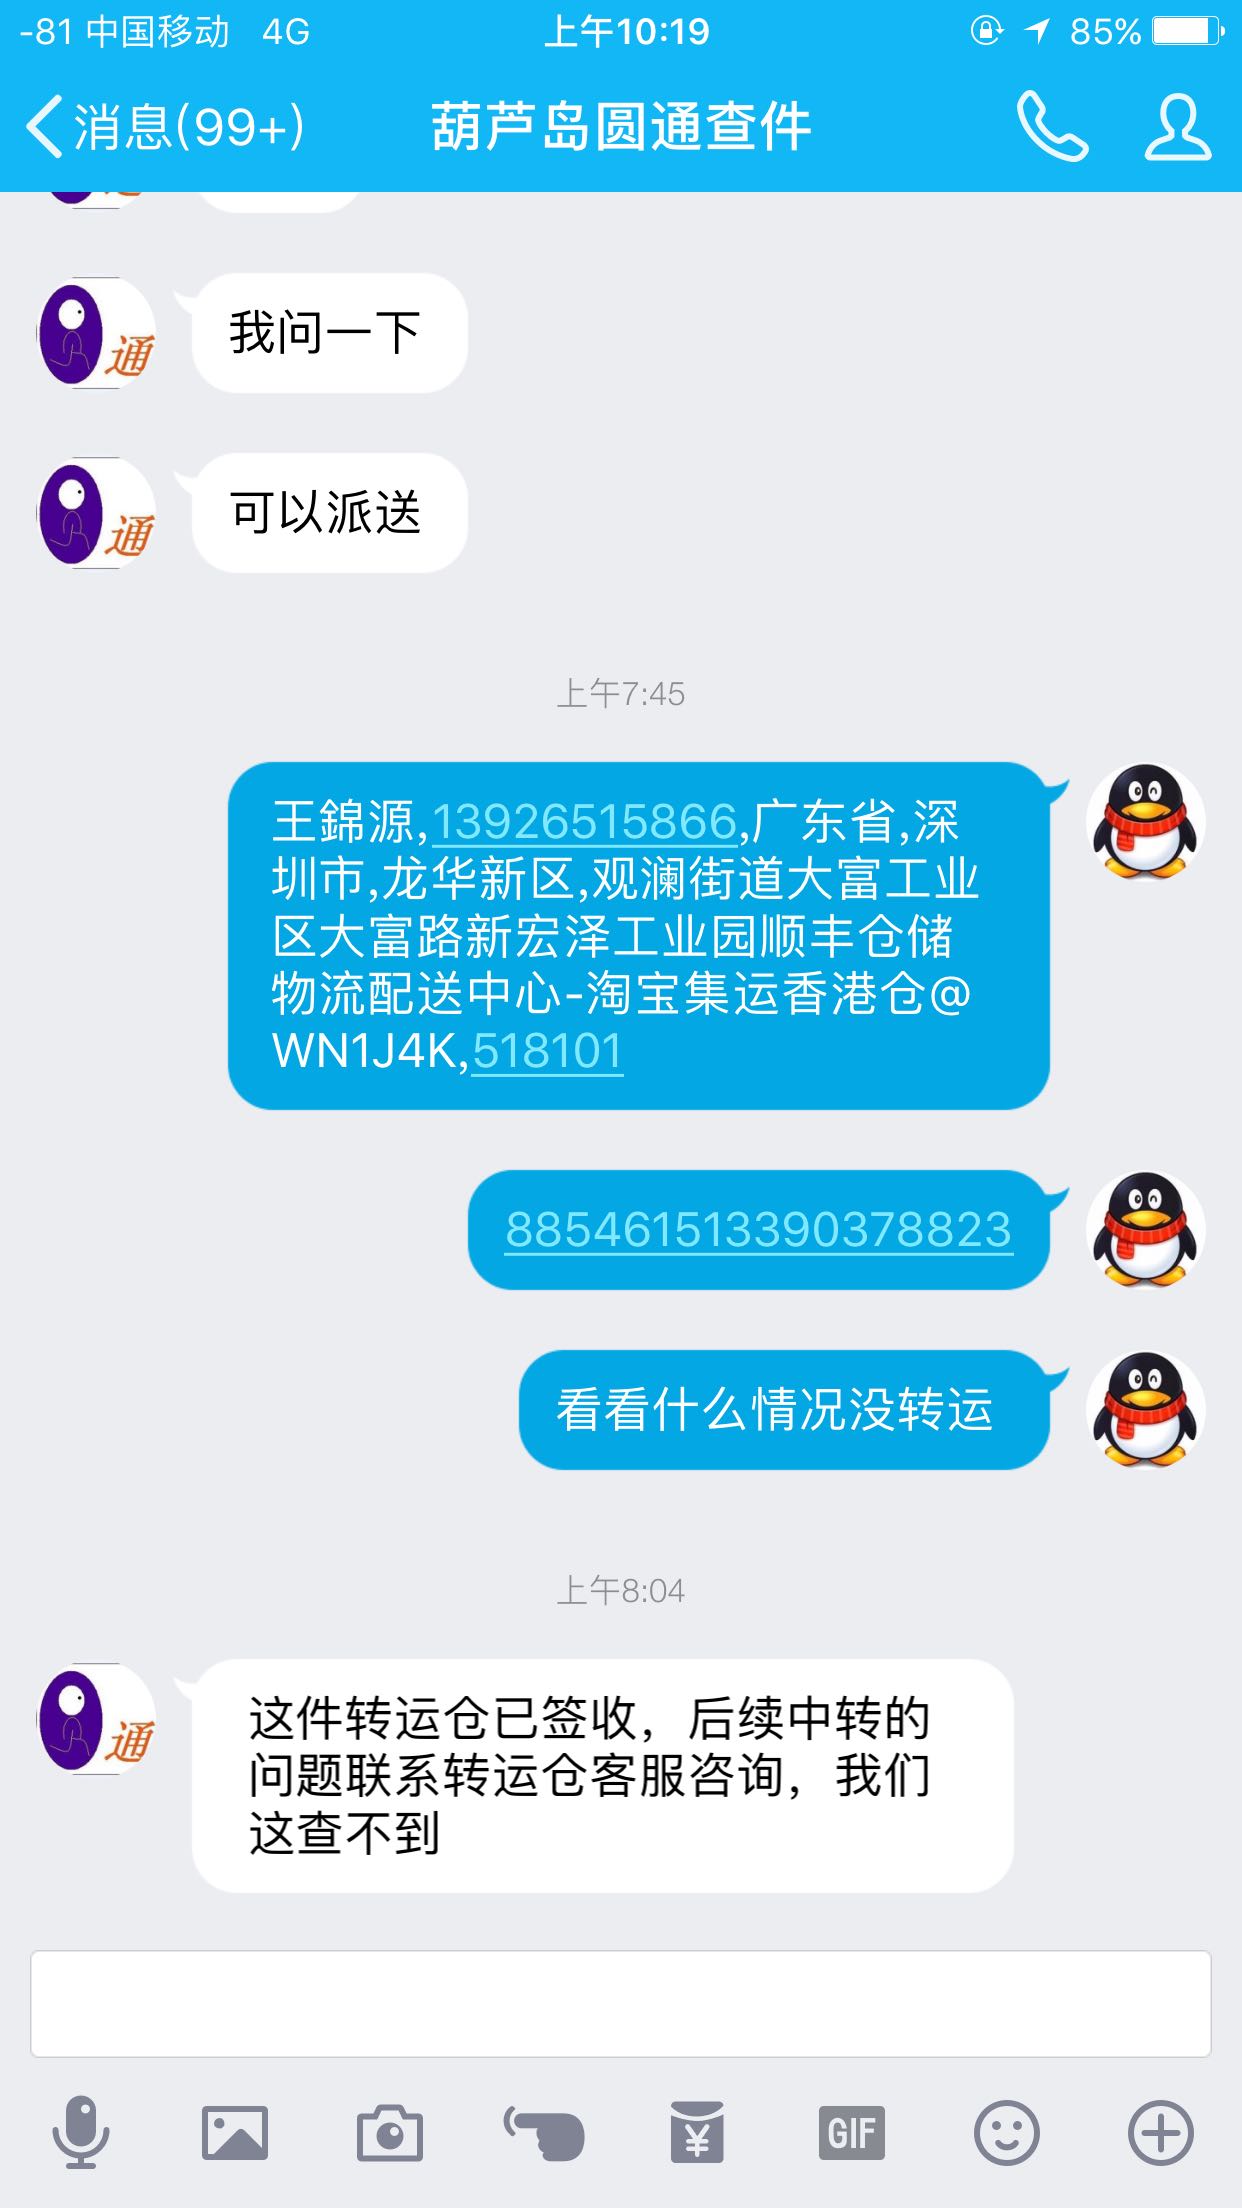 -81 中国移动 4G 上午10:19 85%
消息(99+) 葫芦岛圆通查件
通 我问一下
通 可以派送
上午7:45
王錦源,13926515866,广东省,深
圳市,龙华新区,观澜街道大富工业
区大富路新宏泽工业园顺丰仓储
物流配送中心-淘宝集运香港仓@
WN1J4K,518101
885461513390378823
看看什么情况没转运
上午8:04
这件转运仓已签收，后续中转的
通 问题联系转运仓客服咨询，我们
这查不到
¥ GIF